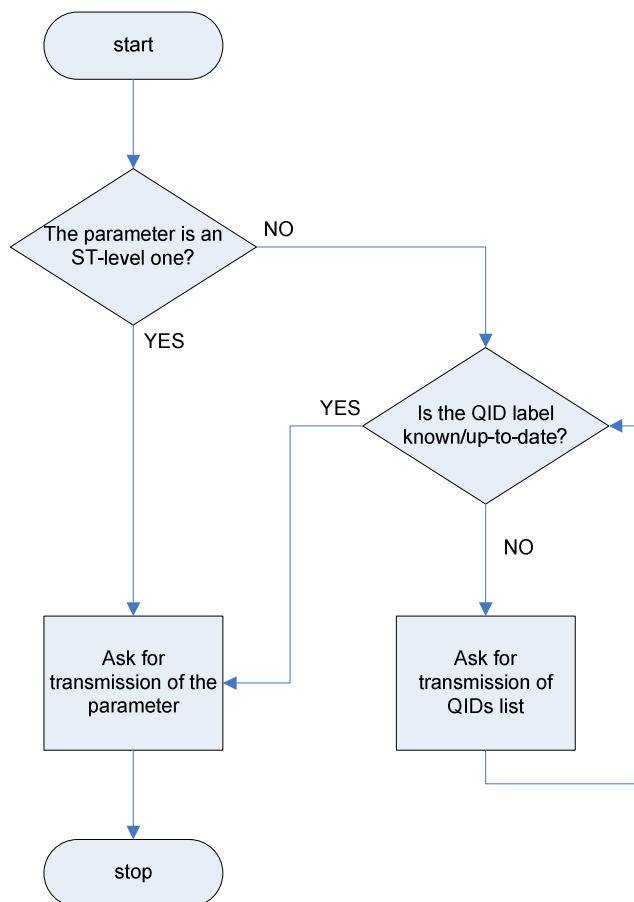 start
The parameter is an
ST-level one?
NO
YES
YES
Is the QID label
known/up-to-date?
NO
Ask for
transmission of the
parameter
Ask for
transmission of
QIDs list
stop